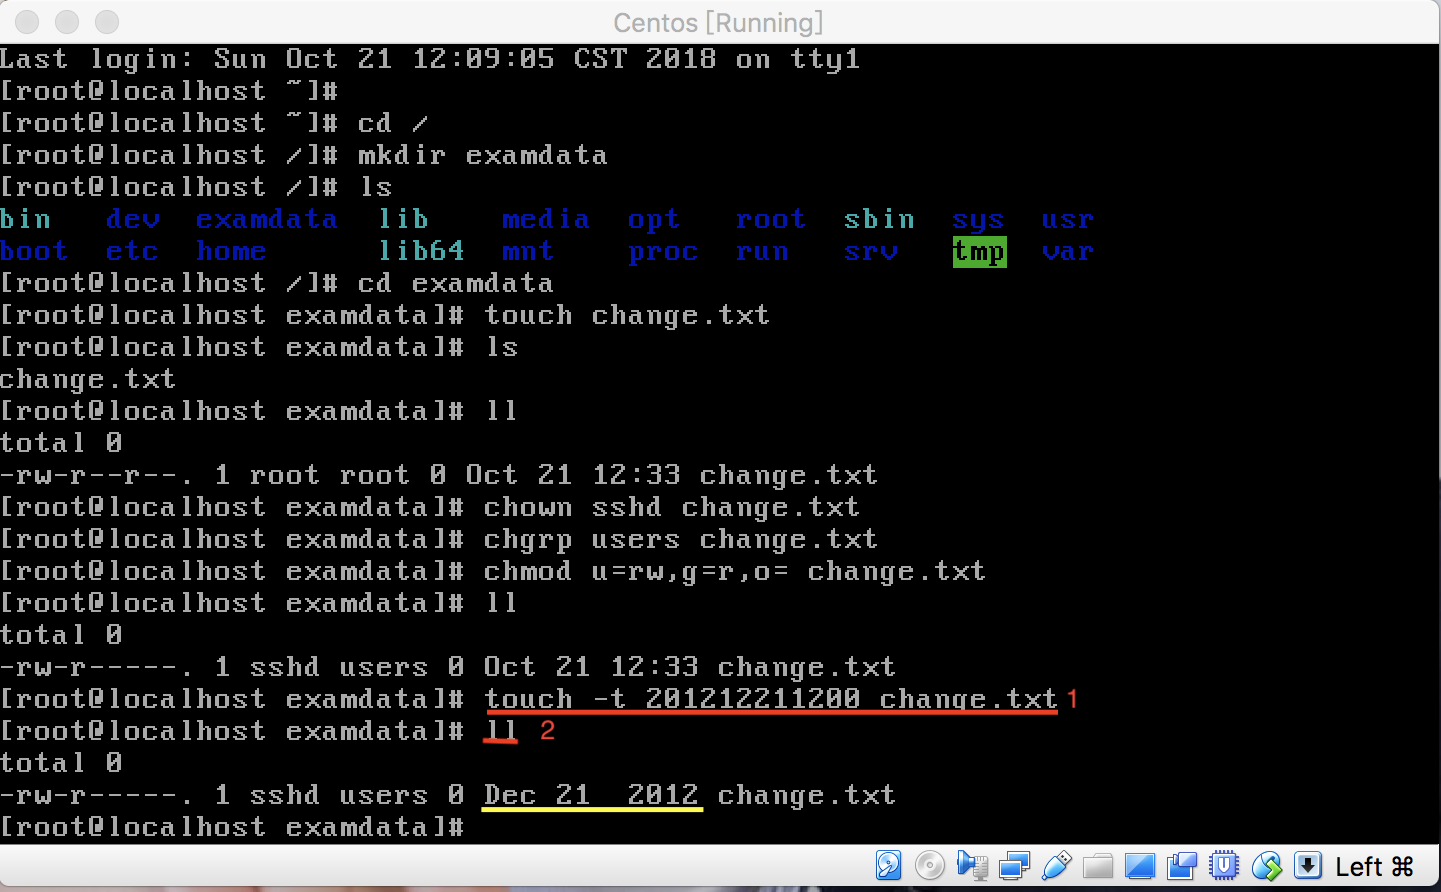 Centos [Running]
Last login: Sun Oct 21 12:09:05 CST 2018 on tty1
[root@localhost ~]#
[root@localhost ~]# cd /
[root@localhost /]# mkdir examdata
[root@localhost /]# ls
bin dev examdata lib media opt root sbin sys usr
boot etc home lib64 mnt proc run srv tmp var
[root@localhost /]# cd examdata
[root@localhost examdata]# touch change.txt
[root@localhost examdata]# ls
change.txt
[root@localhost examdata]# ll
total 0
-rw-r--r--. 1 root root 0 Oct 21 12:33 change.txt
[root@localhost examdata]# chown sshd change.txt
[root@localhost examdata]# chgrp users change.txt
[root@localhost examdata]# chmod u=rw,g=r,o= change.txt
[root@localhost examdata]# ll
total 0
-rw-r-----. 1 sshd users 0 Oct 21 12:33 change.txt
[root@localhost examdata]# touch -t 201212211200 change.txt 1
[root@localhost examdata]# ll 2
total 0
-rw-r-----. 1 sshd users 0 Dec 21  2012 change.txt
[root@localhost examdata]#
Left ⌘